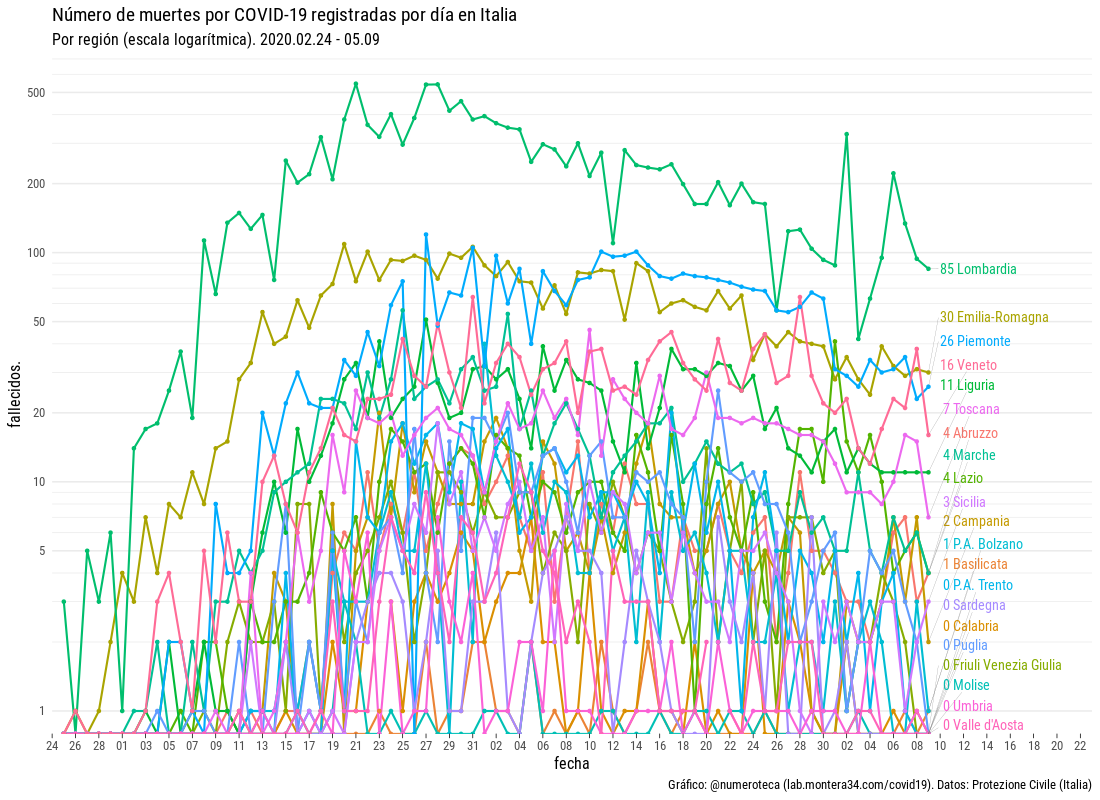 Número de muertes por COVID-19 registradas por día en Italia
Por región (escala logarítmica). 2020.02.24 - 05.09
fallecidos.
500
200
100
50
20
10
5
1
85 Lombardia
30 Emilia-Romagna
26 Piemonte
16 Veneto
11 Liguria
7 Toscana
4 Abruzzo
4 Marche
4 Lazio
3 Sicilia
2 Campania
1 P.A. Bolzano
1 Basilicata
0 P.A. Trento
0 Sardegna
0 Calabria
0 Puglia
0 Friuli Venezia Giulia
0 Molise
0 Umbria
0 Valle d'Aosta
24 26 28 01 03 05 07 09 11 13 15 17 19 21 23 25 27 29 31 02 04 06 08 10 12 14 16 18 20 22 24 26 28 30 02 04 06 08 10 12 14 16 18 20 22
fecha
Gráfico: @numeroteca (lab.montera34.com/covid19). Datos: Protezione Civile (Italia)